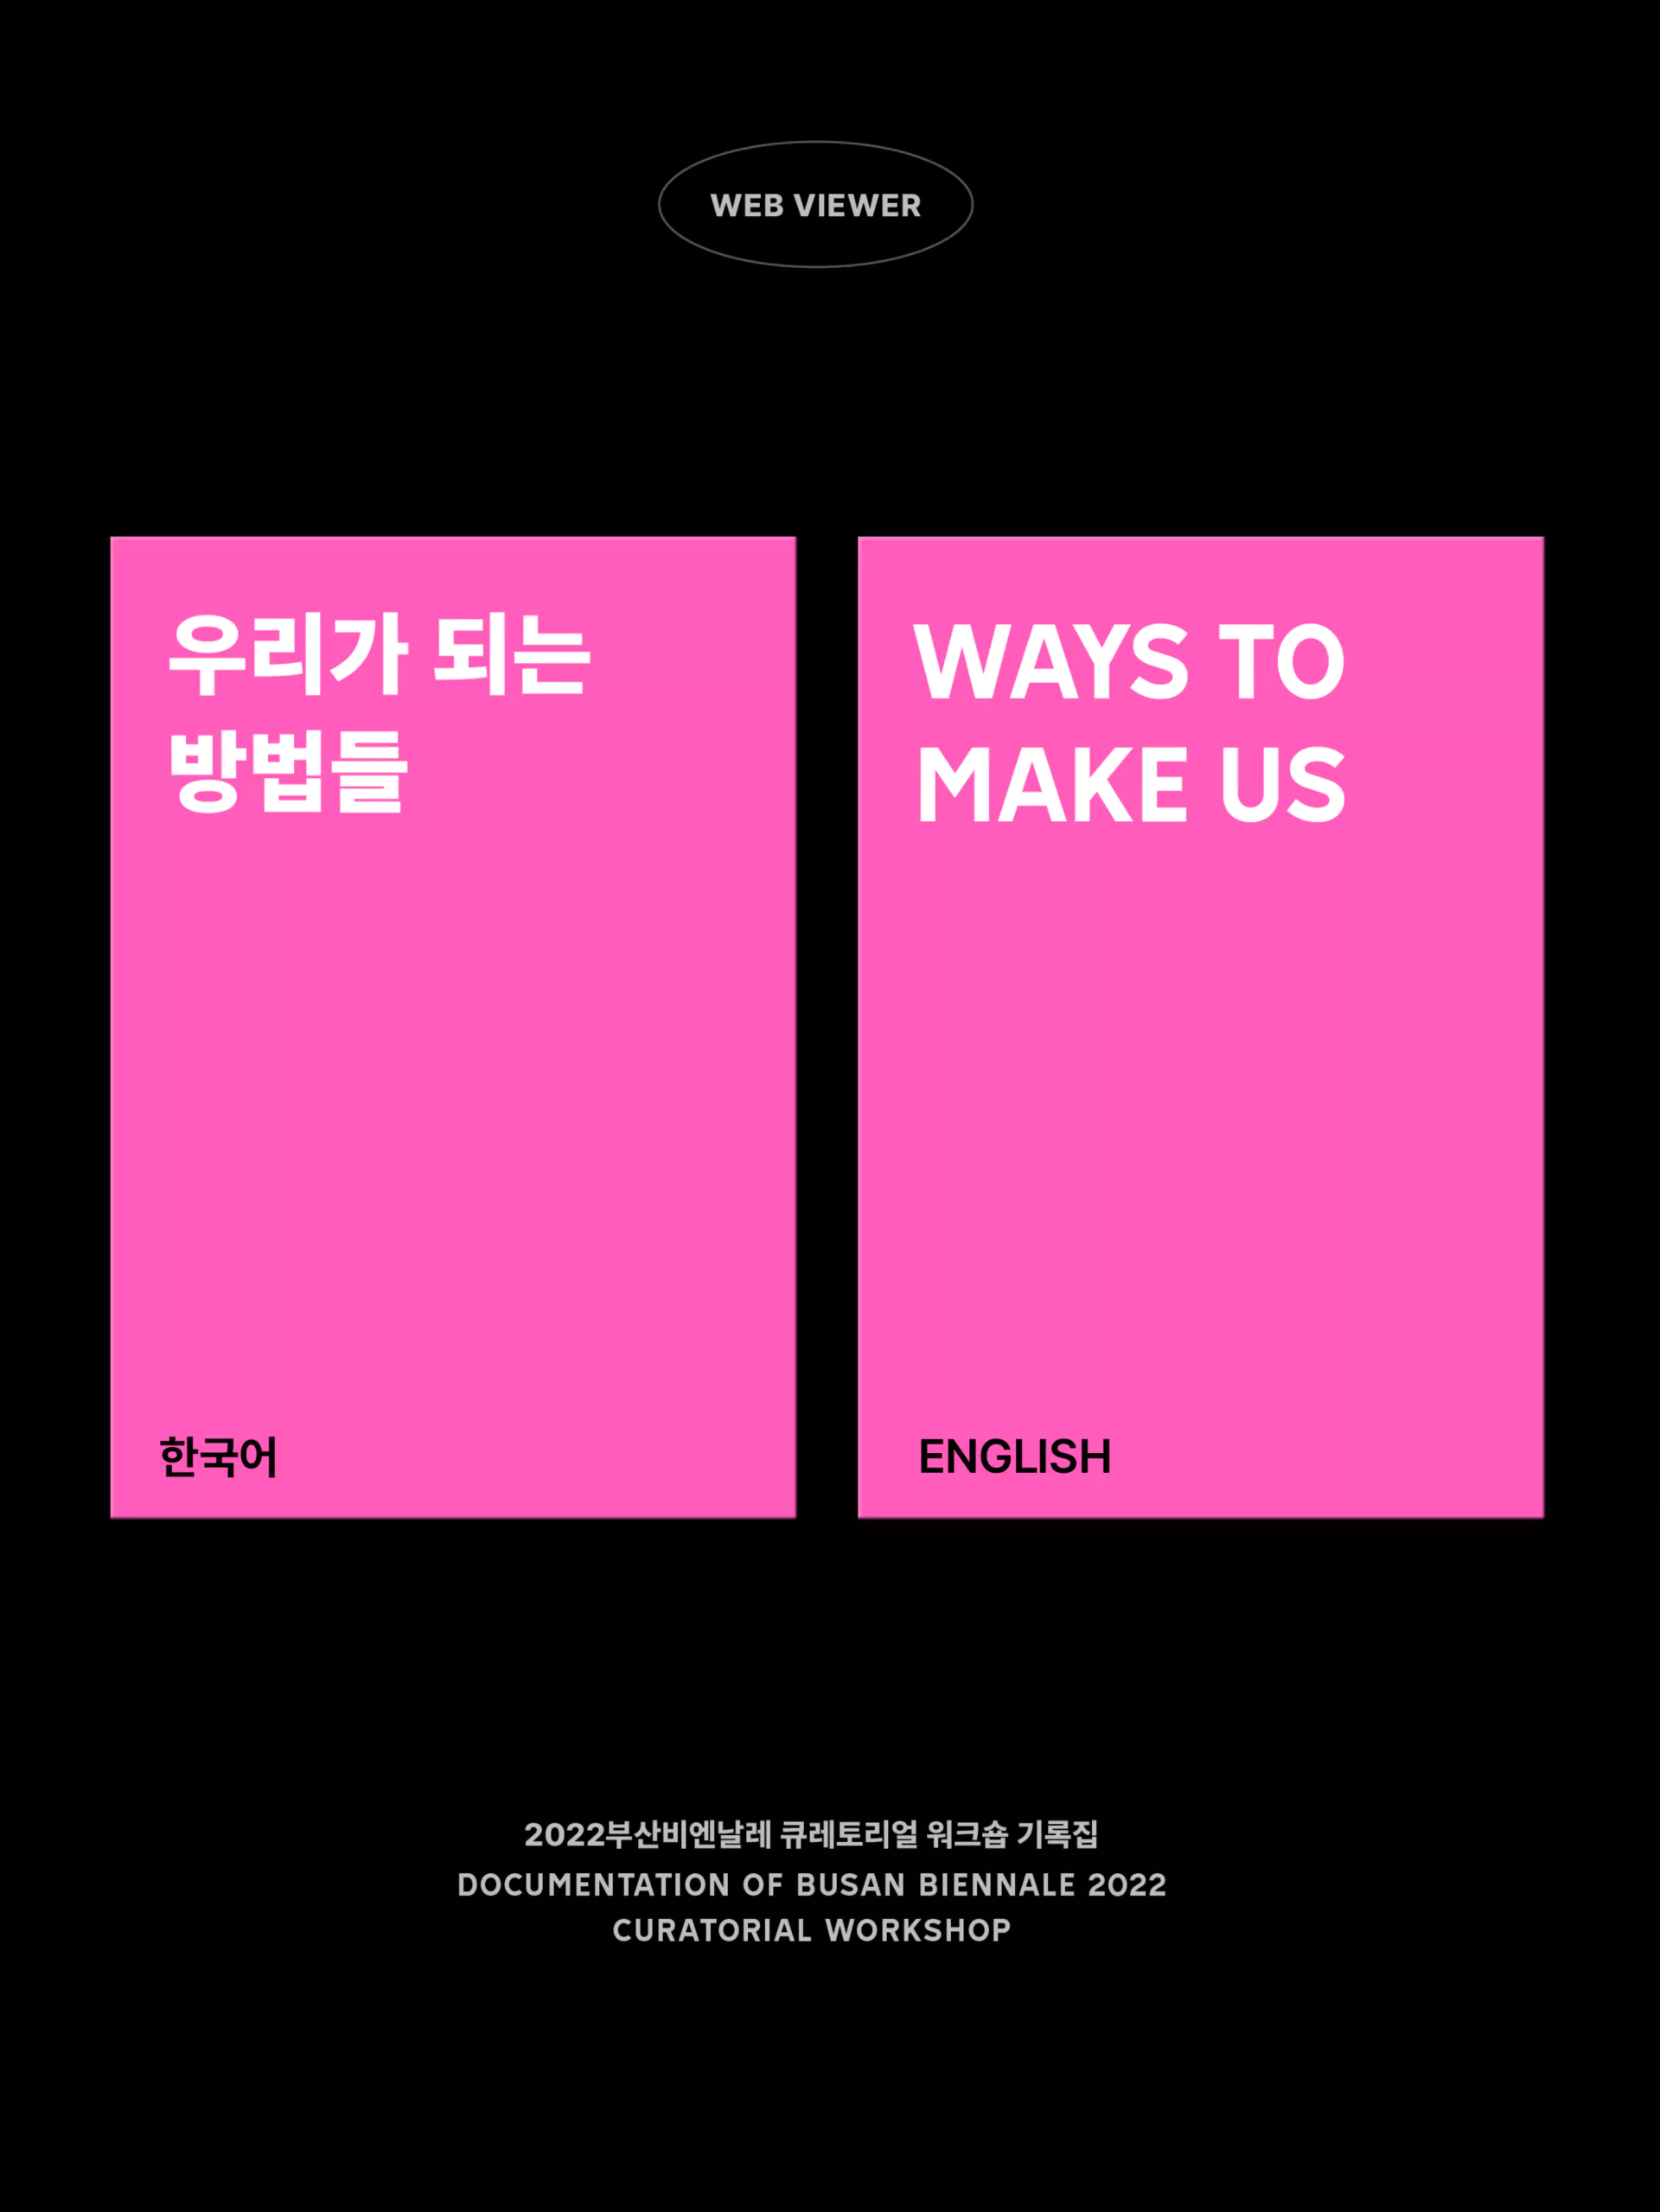 WEB VIEWER
우리가 되는
방법들
한국어
WAYS TO
MAKE US
ENGLISH
2022부산비엔날레 큐레토리얼 워크숍 기록집
DOCUMENTATION OF BUSAN BIENNALE 2022
CURATORIAL WORKSHOP